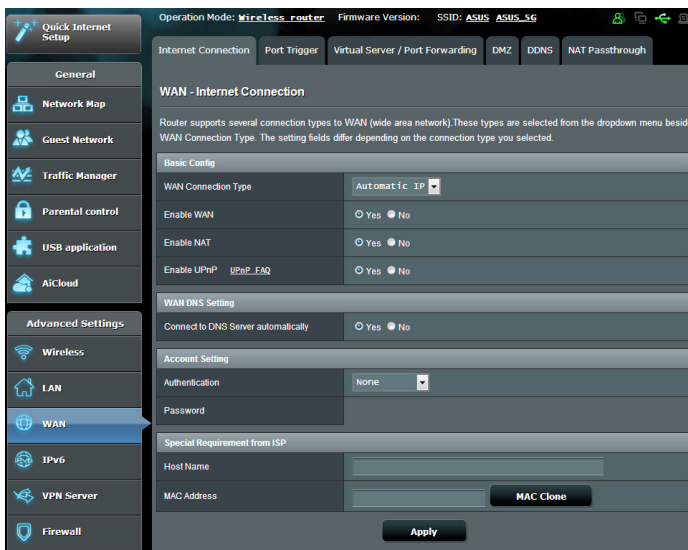 Quick Internet
Setup
Operation Mode: Wireless router Firmware Version: SSID: ASUS ASUS_5G
Internet Connection Port Trigger Virtual Server / Port Forwarding DMZ DDNS NAT Passthrough
General
Network Map
Guest Network
Traffic Manager
Parental control
USB application
AiCloud
Advanced Settings
Wireless
LAN
WAN
IPv6
VPN Server
Firewall
WAN - Internet Connection
Router supports several connection types to WAN (wide area network).These types are selected from the dropdown menu besid
WAN Connection Type. The setting fields differ depending on the connection type you selected.
Basic Config
WAN Connection Type Automatic IP
Enable WAN Yes No
Enable NAT Yes No
Enable UPnP UPnP FAQ Yes No
WAN DNS Setting
Connect to DNS Server automatically Yes No
Account Setting
Authentication None
Password
Special Requirement from ISP
Host Name
MAC Address MAC Clone
Apply